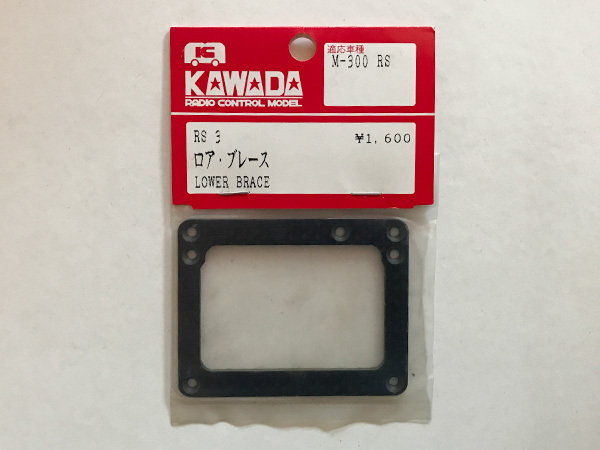 KAWADA
RADIO CONTROL MODEL
適応車種
M-300 RS
RS 3
¥1,600
ロア・ブレース
LOWER BRACE